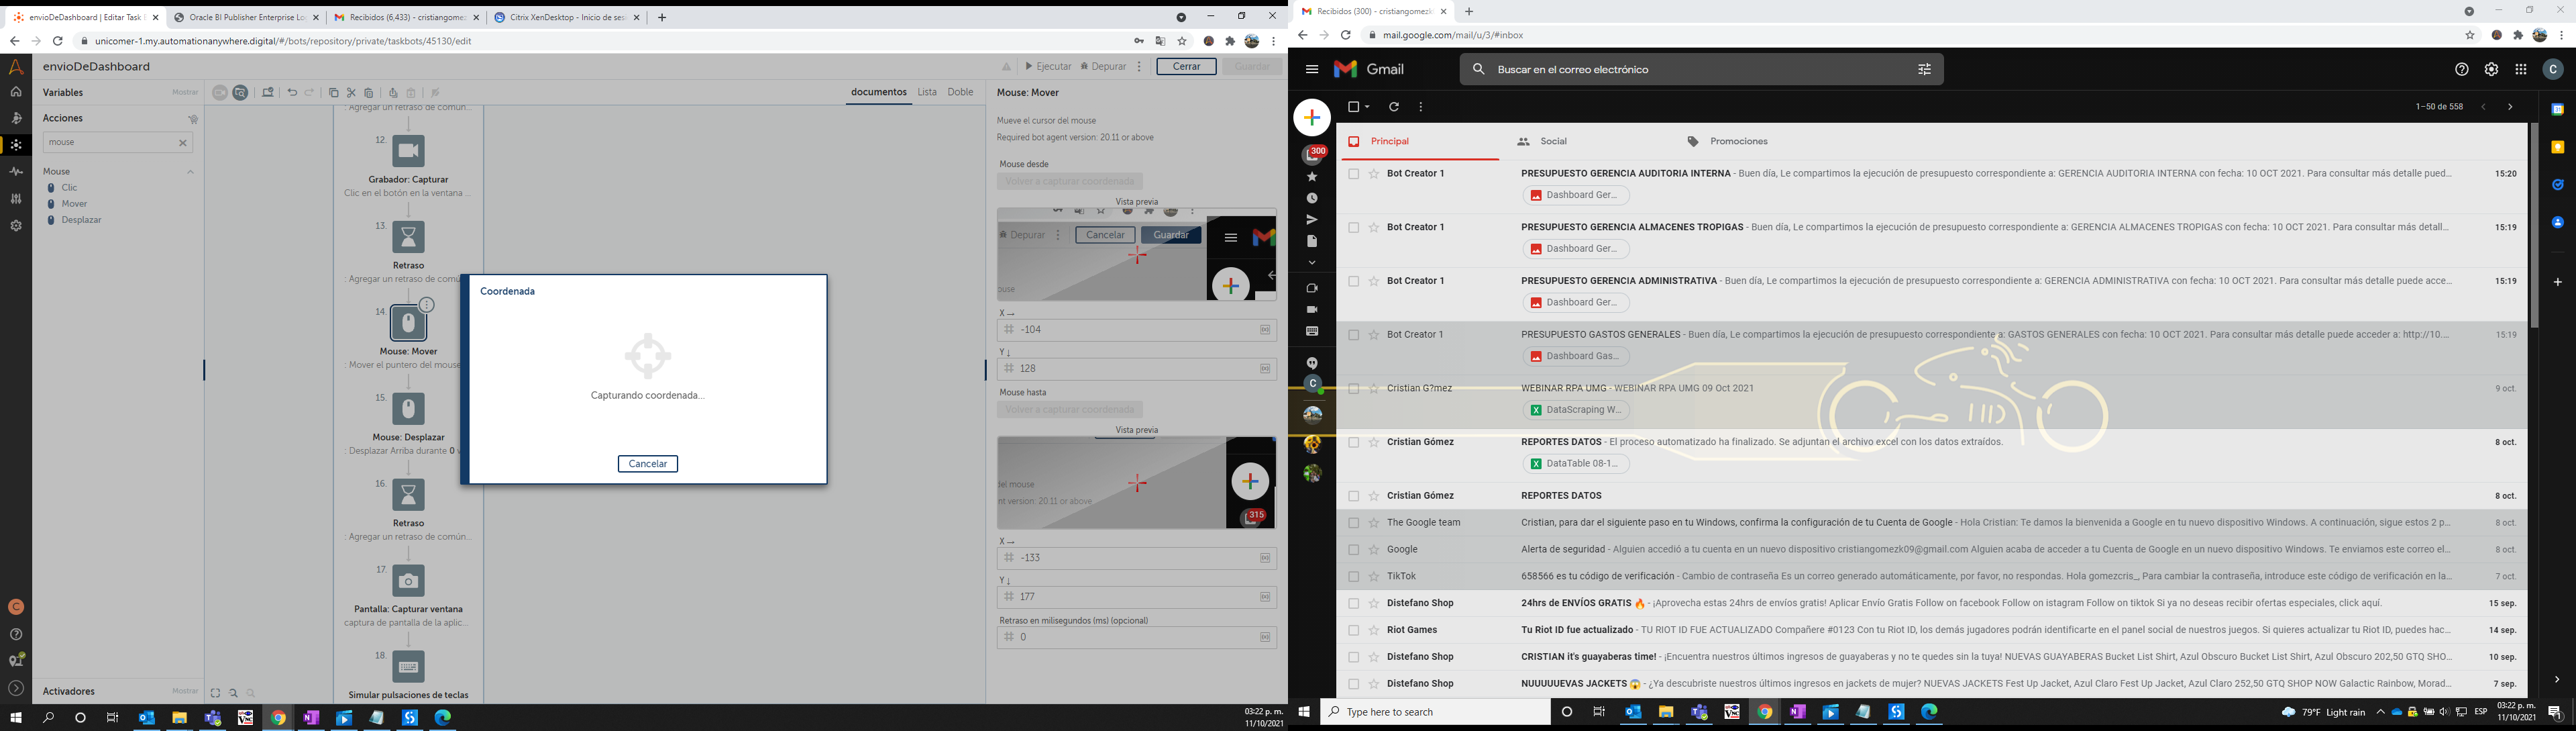 envioDeDashboard | Editar Task
Oracle BI Publisher Enterprise Lo
Recibidos (6,433) - cristiangomez
Citrix XenDesktop - Inicio de ses
unicomer-1.my.automationanywhere.digital/#/bots/repository/private/taskbots/45130/edit
envioDeDashboard
Ejecutar
Depurar
Cerrar
Guardar
Variables
Mostrar
documentos
Lista
Doble
Acciones
mouse
Mouse
Clic
Mover
Desplazar
: Agregar un retraso de común...
12.
Grabador: Capturar
Clic en el botón en la ventana ...
13.
Retraso
: Agregar un retraso de comú
14.
Mouse: Mover
: Mover el puntero del mouse
15.
Mouse: Desplazar
: Desplazar Arriba durante 0 v
16.
Retraso
: Agregar un retraso de común...
17.
Pantalla: Capturar ventana
captura de pantalla de la aplic...
18.
Simular pulsaciones de teclas
Activadores
Mostrar
Coordenada
Capturando coordenada...
Cancelar
Mouse: Mover
Mueve el cursor del mouse
Required bot agent version: 20.11 or above
Mouse desde
Volver a capturar coordenada
Vista previa
Depurar
Cancelar
Guardar
ouse
X
-104
Y
128
Mouse hasta
Volver a capturar coordenada
Vista previa
del mouse
nt version: 20.11 or above
315
X
-133
Y
177
Retraso en milisegundos (ms) (opcional)
0
03:22 p. m.
11/10/2021
Recibidos (300) - cristiangomezk
mail.google.com/mail/u/3/#inbox
Gmail
Buscar en el correo electrónico
C
1–50 de 558
300
Principal
Social
Promociones
Bot Creator 1
PRESUPUESTO GERENCIA AUDITORIA INTERNA - Buen día, Le compartimos la ejecución de presupuesto correspondiente a: GERENCIA AUDITORIA INTERNA con fecha: 10 OCT 2021. Para consultar más detalle pued...
15:20
Dashboard Ger...
Bot Creator 1
PRESUPUESTO GERENCIA ALMACENES TROPIGAS - Buen día, Le compartimos la ejecución de presupuesto correspondiente a: GERENCIA ALMACENES TROPIGAS con fecha: 10 OCT 2021. Para consultar más detall...
15:19
Dashboard Ger...
Bot Creator 1
PRESUPUESTO GERENCIA ADMINISTRATIVA - Buen día, Le compartimos la ejecución de presupuesto correspondiente a: GERENCIA ADMINISTRATIVA con fecha: 10 OCT 2021. Para consultar más detalle puede acce...
15:19
Dashboard Ger...
Bot Creator 1
PRESUPUESTO GASTOS GENERALES - Buen día, Le compartimos la ejecución de presupuesto correspondiente a: GASTOS GENERALES con fecha: 10 OCT 2021. Para consultar más detalle puede acceder a: http://10....
15:19
Dashboard Gas...
Cristian G?mez
WEBINAR RPA UMG - WEBINAR RPA UMG 09 Oct 2021
9 oct.
DataScraping W...
Cristian Gómez
REPORTES DATOS - El proceso automatizado ha finalizado. Se adjuntan el archivo excel con los datos extraídos.
8 oct.
DataTable 08-1...
Cristian Gómez
REPORTES DATOS
8 oct.
The Google team
Cristian, para dar el siguiente paso en tu Windows, confirma la configuración de tu Cuenta de Google - Hola Cristian: Te damos la bienvenida a Google en tu nuevo dispositivo Windows. A continuación, sigue estos 2 p...
8 oct.
Google
Alerta de seguridad - Alguien accedió a tu cuenta en un nuevo dispositivo cristiangomezk09@gmail.com Alguien acaba de acceder a tu Cuenta de Google en un nuevo dispositivo Windows. Te enviamos este correo el...
8 oct.
TikTok
658566 es tu código de verificación - Cambio de contraseña Es un correo generado automáticamente, por favor, no respondas. Hola gomezcris_, Para cambiar la contraseña, introduce este código de verificación en la...
7 oct.
Distefano Shop
24hrs de ENVÍOS GRATIS 🔥 - ¡Aprovecha estas 24hrs de envíos gratis! Aplicar Envío Gratis Follow on facebook Follow on istagram Follow on tiktok Si ya no deseas recibir ofertas especiales, click aquí.
15 sep.
Riot Games
Tu Riot ID fue actualizado - TU RIOT ID FUE ACTUALIZADO Compañere #0123 Con tu Riot ID, los demás jugadores podrán identificarte en el panel social de nuestros juegos. Si quieres actualizar tu Riot ID, puedes hac...
14 sep.
Distefano Shop
CRISTIAN it's guayaberas time! - ¡Encuentra nuestros últimos ingresos de guayaberas y no te quedes sin la tuya! NUEVAS GUAYABERAS Bucket List Shirt, Azul Obscuro Bucket List Shirt, Azul Obscuro 202,50 GTQ SHO...
10 sep.
Distefano Shop
NUUUUUEVAS JACKETS 😱 - ¿Ya descubriste nuestros últimos ingresos en jackets de mujer? NUEVAS JACKETS Fest Up Jacket, Azul Claro Fest Up Jacket, Azul Claro 252,50 GTQ SHOP NOW Galactic Rainbow, Morad...
7 sep.
Type here to search
79°F Light rain
ESP
03:22 p. m.
11/10/2021